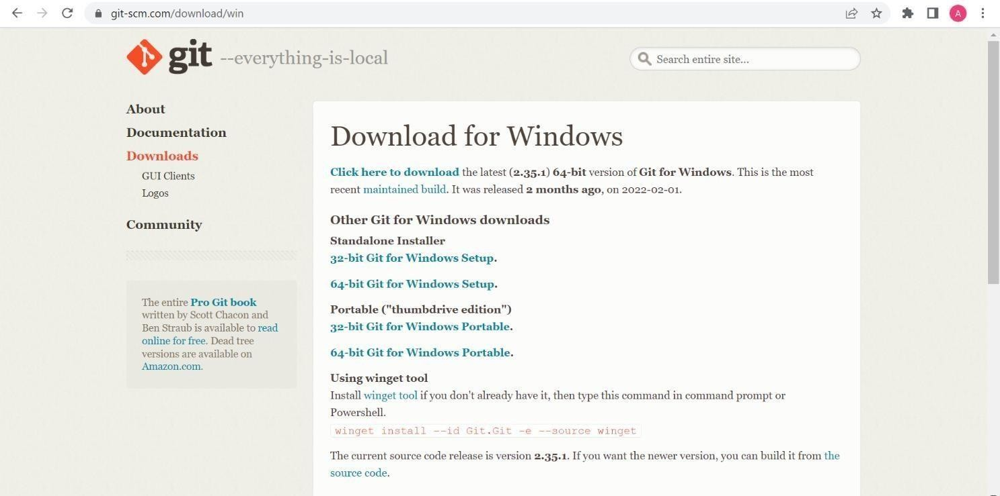 git-scm.com/download/win
A
git --everything-is-local
Search entire site...
About
Documentation
Downloads
GUI Clients
Logos
Community
The entire Pro Git book
written by Scott Chacon and
Ben Straub is available to read
online for free. Dead tree
versions are available on
Amazon.com.
Download for Windows
Click here to download the latest (2.35.1) 64-bit version of Git for Windows. This is the most
recent maintained build. It was released 2 months ago, on 2022-02-01.
Other Git for Windows downloads
Standalone Installer
32-bit Git for Windows Setup.
64-bit Git for Windows Setup.
Portable ("thumbdrive edition")
32-bit Git for Windows Portable.
64-bit Git for Windows Portable.
Using winget tool
Install winget tool if you don't already have it, then type this command in command prompt or
Powershell.
winget install --id Git.Git -e --source winget
The current source code release is version 2.35.1. If you want the newer version, you can build it from the
source code.